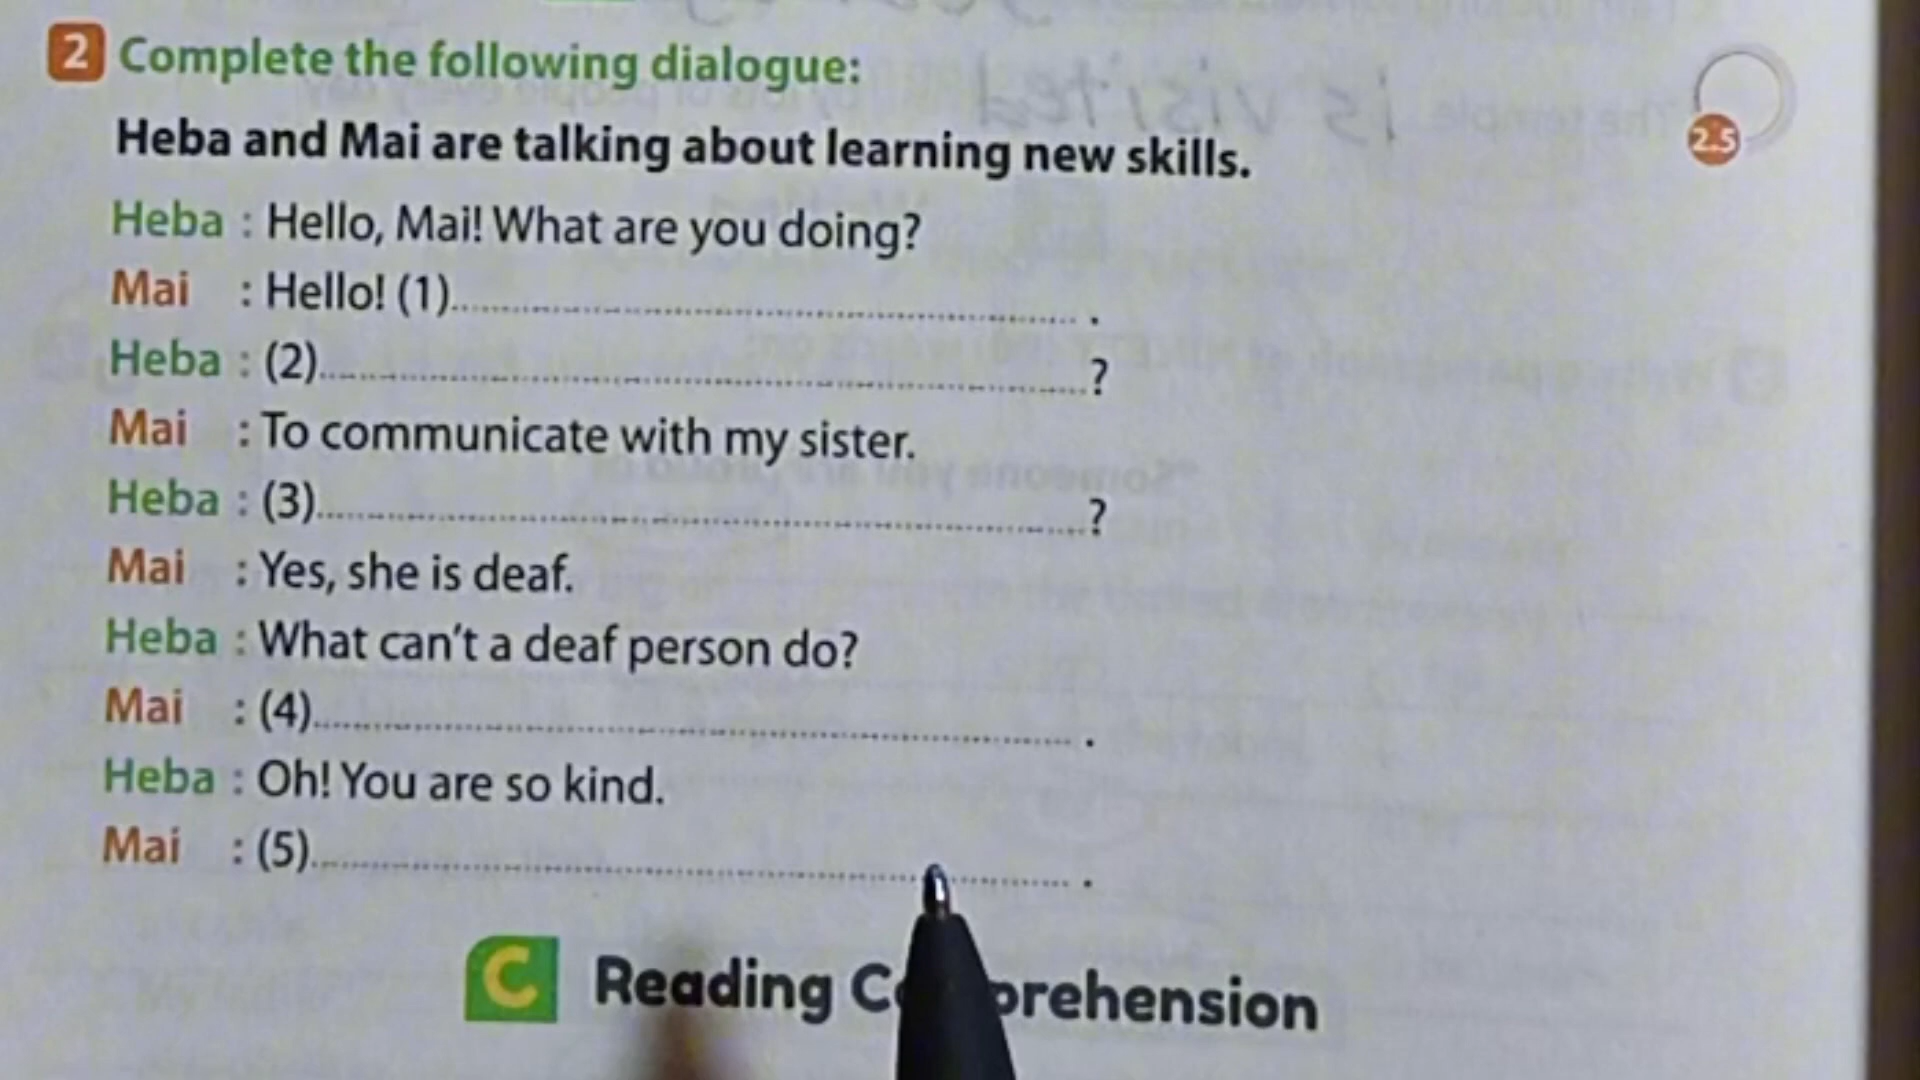 2 Complete the following dialogue:
is visited
2.5
Heba and Mai are talking about learning new skills.
Heba : Hello, Mai! What are you doing?
Mai : Hello! (1)........................................ .
Heba : (2)........................................?
Mai : To communicate with my sister.
Heba : (3)........................................?
Mai : Yes, she is deaf.
Heba : What can't a deaf person do?
Mai : (4)........................................ .
Heba : Oh! You are so kind.
Mai : (5)........................................ .
C Reading